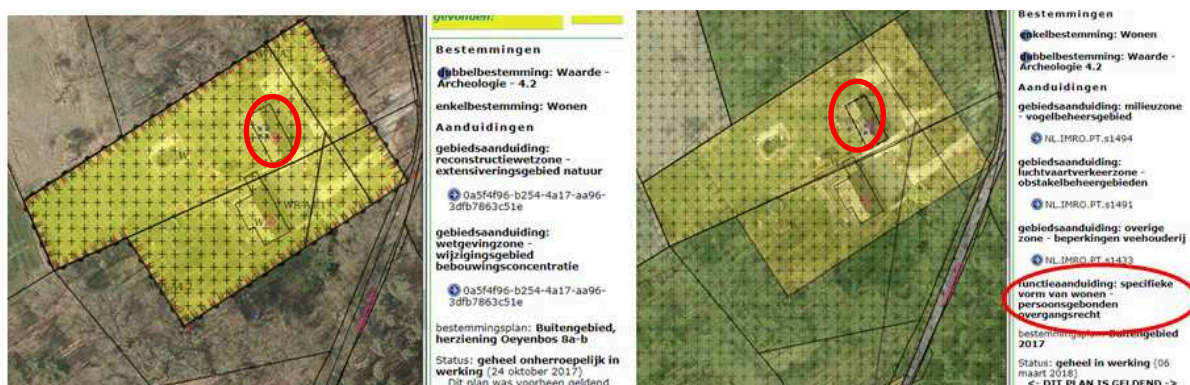 gevonden:
Bestemmingen
dubbelbestemming: Waarde -
Archeologie - 4.2
enkelbestemming: Wonen
Aanduidingen
gebiedsaanduiding:
reconstructiewetzone -
extensiveringsgebied natuur
0a5f4f96-b254-4a17-aa96-
3dfb7863c51e
gebiedsaanduiding:
wetgevingzone -
wijzigingsgebied
bebouwingsconcentratie
0a5f4f96-b254-4a17-aa96-
3dfb7863c51e
bestemmingsplan: Buitengebied,
herziening Oeyenbos 8a-b
Status: geheel onherroepelijk in
werking (24 oktober 2017)
Dit plan was voorheen geldend
Bestemmingen
enkelbestemming: Wonen
dubbelbestemming: Waarde -
Archeologie 4.2
Aanduidingen
gebiedsaanduiding: milieuzone
- vogelbeheersgebied
NL.IMRO.PT.s1494
gebiedsaanduiding:
luchtvaartverkeerzone -
obstakelbeheergebieden
NL.IMRO.PT.s1491
gebiedsaanduiding: overige
zone - beperkingen veehouderij
NL.IMRO.PT.s1433
functieaanduiding: specifieke
vorm van wonen -
persoonsgebonden
overgangsrecht
bestemmingsplan: Buitengebied
2017
Status: geheel in werking (06
maart 2018)
<- DIT PLAN IS GELDEND ->